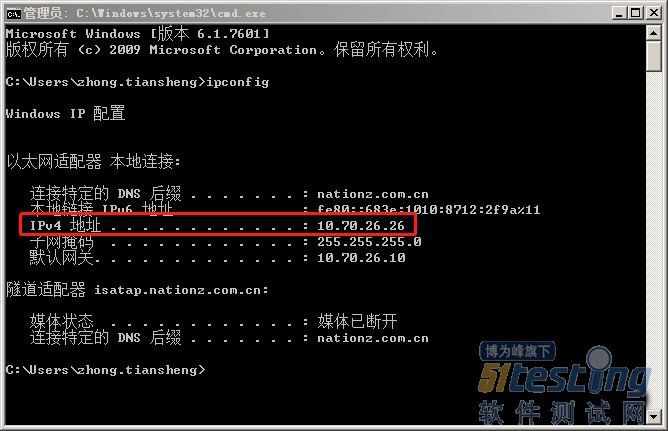 管理员: C:\Windows\system32\cmd.exe
Microsoft Windows [版本 6.1.7601]
版权所有 (c) 2009 Microsoft Corporation。保留所有权利。
C:\Users\zhong.tiansheng>ipconfig
Windows IP 配置
以太网适配器 本地连接:
连接特定的 DNS 后缀 . . . . . . . : nationz.com.cn
本地链接 IPv6 地址. . . . . . . . : fe80::683e:1010:8712:2f9a%11
IPv4 地址 . . . . . . . . . . . . : 10.70.26.26
子网掩码 . . . . . . . . . . . . : 255.255.255.0
默认网关. . . . . . . . . . . . . : 10.70.26.10
隧道适配器 isatap.nationz.com.cn:
媒体状态 . . . . . . . . . . . . : 媒体已断开
连接特定的 DNS 后缀 . . . . . . . : nationz.com.cn
C:\Users\zhong.tiansheng>
博为峰旗下
51testing
软件测试网